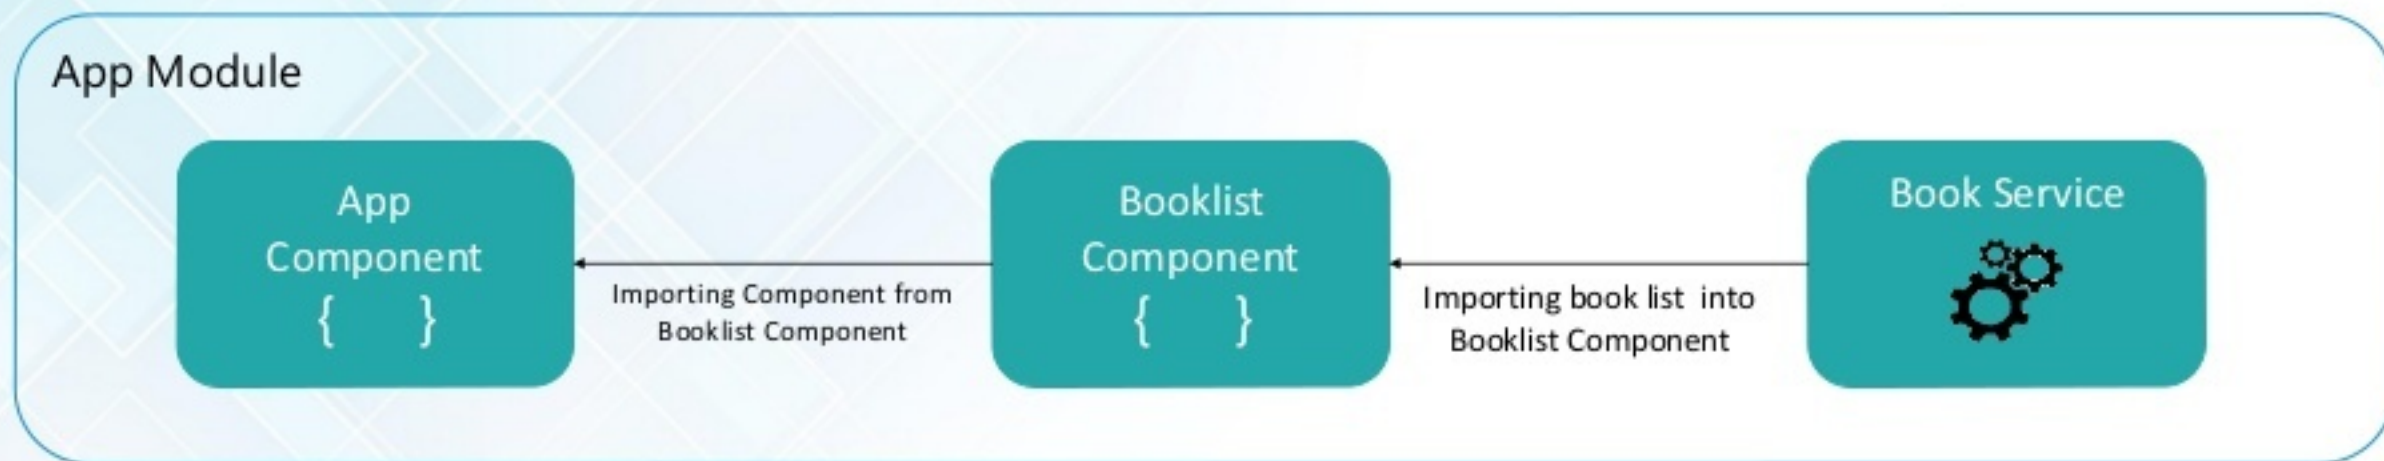 App Module
App
Component
{ }
Importing Component from
Booklist Component
Booklist
Component
{ }
Importing book list into
Booklist Component
Book Service